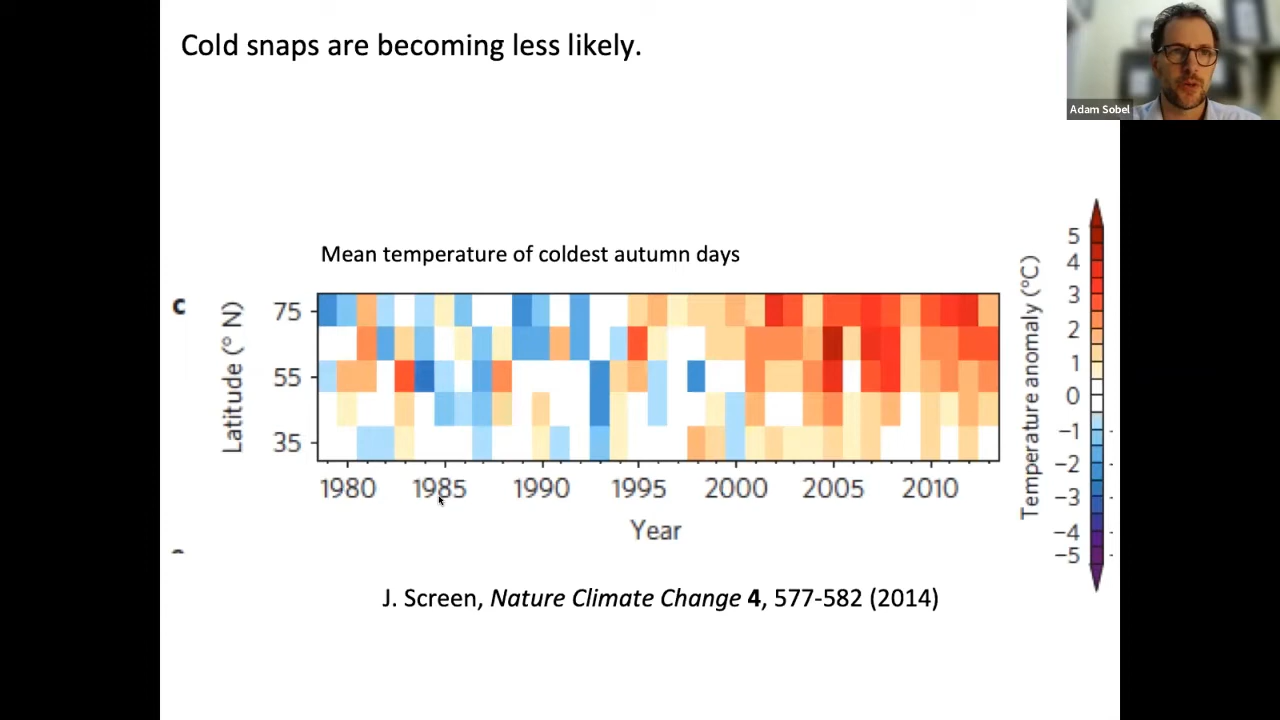 Cold snaps are becoming less likely.
Adam Sobel
Mean temperature of coldest autumn days
c
Latitude (° N)
75
55
35
1980 1985 1990 1995 2000 2005 2010
Year
Temperature anomaly (°C)
5
4
3
2
1
0
−1
−2
−3
−4
−5
J. Screen, Nature Climate Change 4, 577-582 (2014)